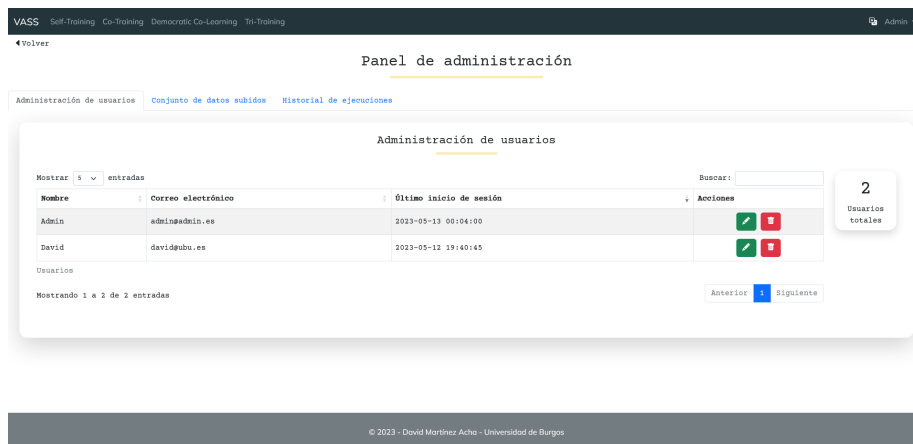 VASS Self-Training Co-Training Democratic Co-Learning Tri-Training Admin
Volver
Panel de administración
Administración de usuarios Conjunto de datos subidos Historial de ejecuciones
Administración de usuarios
Mostrar 5 entradas Buscar:
Nombre Correo electrónico Último inicio de sesión Acciones
Admin admin@admin.es 2023-05-13 00:04:00
David david@ubu.es 2023-05-12 19:40:45
2
Usuarios
totales
Usuarios
Mostrando 1 a 2 de 2 entradas
Anterior 1 Siguiente
© 2023 - David Martínez Acha - Universidad de Burgos